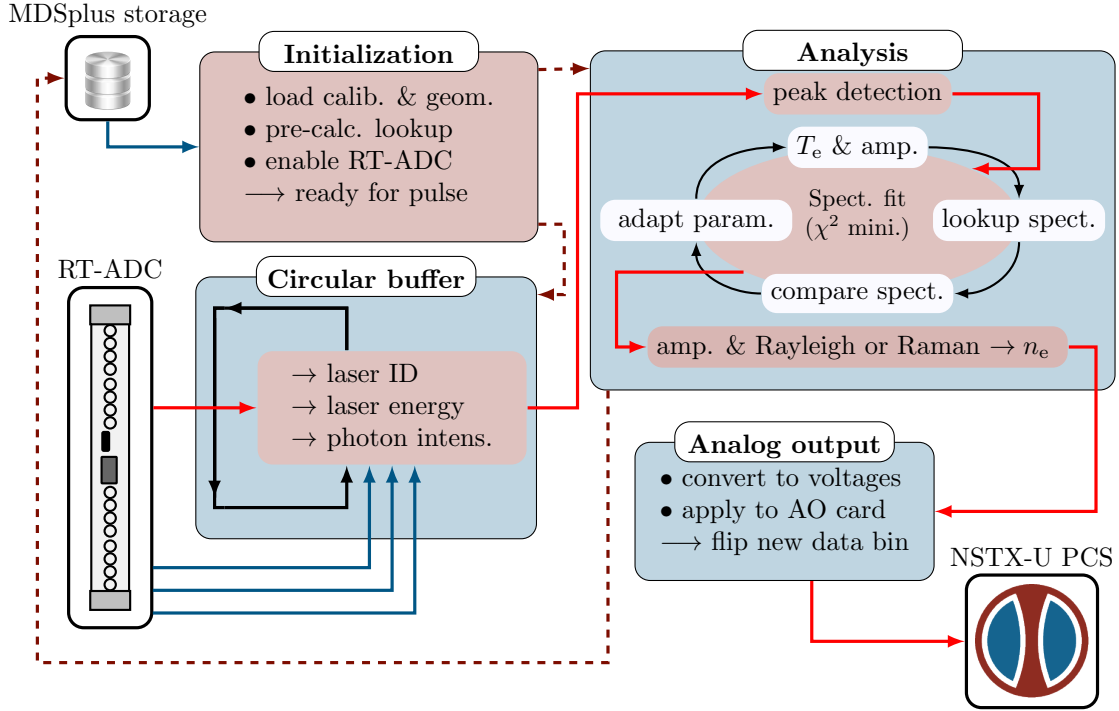 MDSplus storage
Initialization
• load calib. & geom.
• pre-calc. lookup
• enable RT-ADC
⟶ ready for pulse
RT-ADC
Circular buffer
→ laser ID
→ laser energy
→ photon intens.
Analysis
peak detection
Tₑ & amp.
adapt param.
Spect. fit
(χ² mini.)
lookup spect.
compare spect.
amp. & Rayleigh or Raman → nₑ
Analog output
• convert to voltages
• apply to AO card
⟶ flip new data bin
NSTX-U PCS